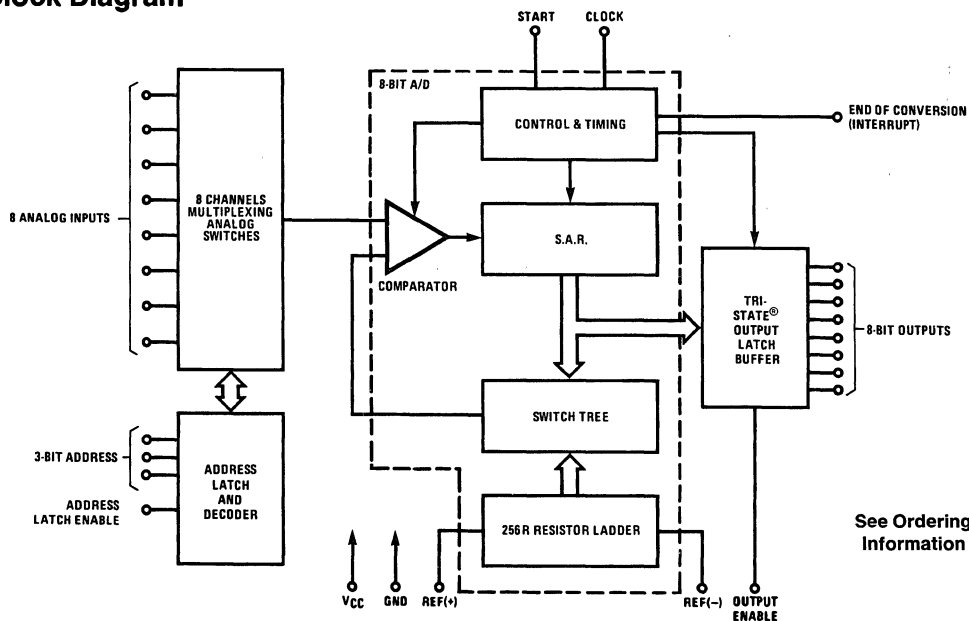 Block Diagram
START
CLOCK
8-BIT A/D
CONTROL & TIMING
END OF CONVERSION
(INTERRUPT)
8 ANALOG INPUTS
8 CHANNELS
MULTIPLEXING
ANALOG
SWITCHES
S.A.R.
COMPARATOR
TRI-
STATE®
OUTPUT
LATCH
BUFFER
8-BIT OUTPUTS
SWITCH TREE
3-BIT ADDRESS
ADDRESS
LATCH ENABLE
ADDRESS
LATCH
AND
DECODER
256R RESISTOR LADDER
See Ordering
Information
VCC
GND
REF(+)
REF(−)
OUTPUT
ENABLE